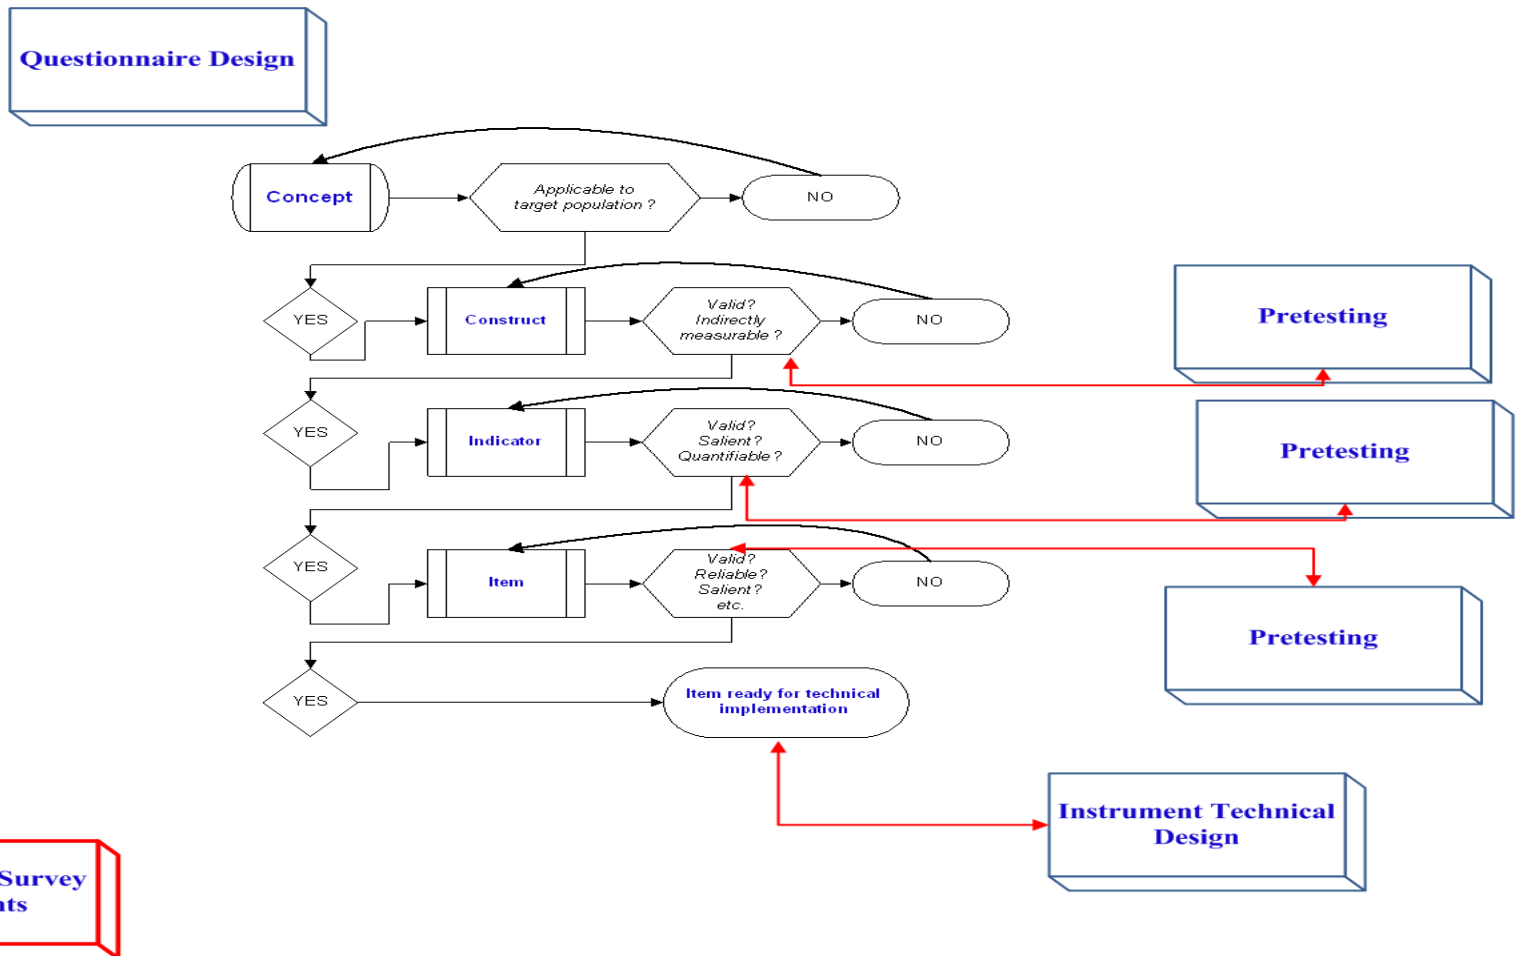 Questionnaire Design
Concept
Applicable to
target population ?
NO
YES
Construct
Valid?
Indirectly
measurable ?
NO
Pretesting
YES
Indicator
Valid?
Salient?
Quantifiable ?
NO
Pretesting
YES
Item
Valid?
Reliable?
Salient?
etc.
NO
Pretesting
YES
Item ready for technical
implementation
Instrument Technical
Design
Survey
nts